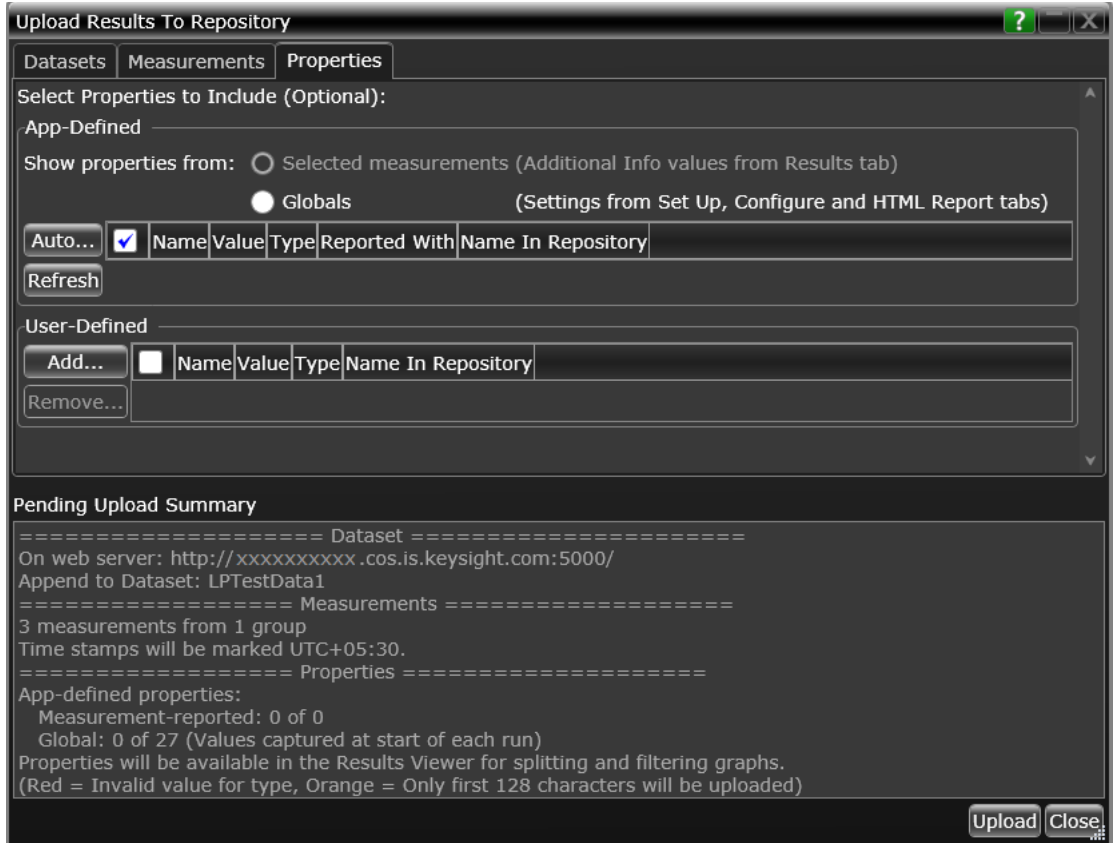 Upload Results To Repository
?
X
Datasets Measurements Properties
Select Properties to Include (Optional):
App-Defined
Show properties from: Selected measurements (Additional Info values from Results tab)
Globals (Settings from Set Up, Configure and HTML Report tabs)
Auto... Name Value Type Reported With Name In Repository
Refresh
User-Defined
Add... Name Value Type Name In Repository
Remove...
Pending Upload Summary
==================== Dataset ======================
On web server: http://xxxxxxxxxx.cos.is.keysight.com:5000/
Append to Dataset: LPTestData1
================== Measurements ===================
3 measurements from 1 group
Time stamps will be marked UTC+05:30.
================== Properties ====================
App-defined properties:
Measurement-reported: 0 of 0
Global: 0 of 27 (Values captured at start of each run)
Properties will be available in the Results Viewer for splitting and filtering graphs.
(Red = Invalid value for type, Orange = Only first 128 characters will be uploaded)
Upload Close